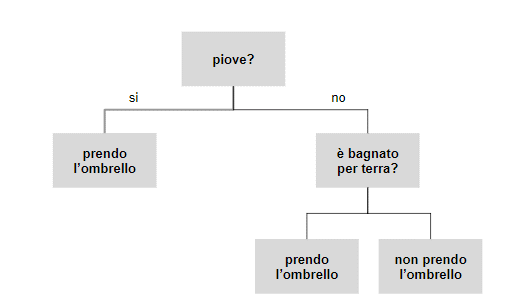 piove?
si
no
prendo
l'ombrello
è bagnato
per terra?
prendo
l'ombrello
non prendo
l'ombrello